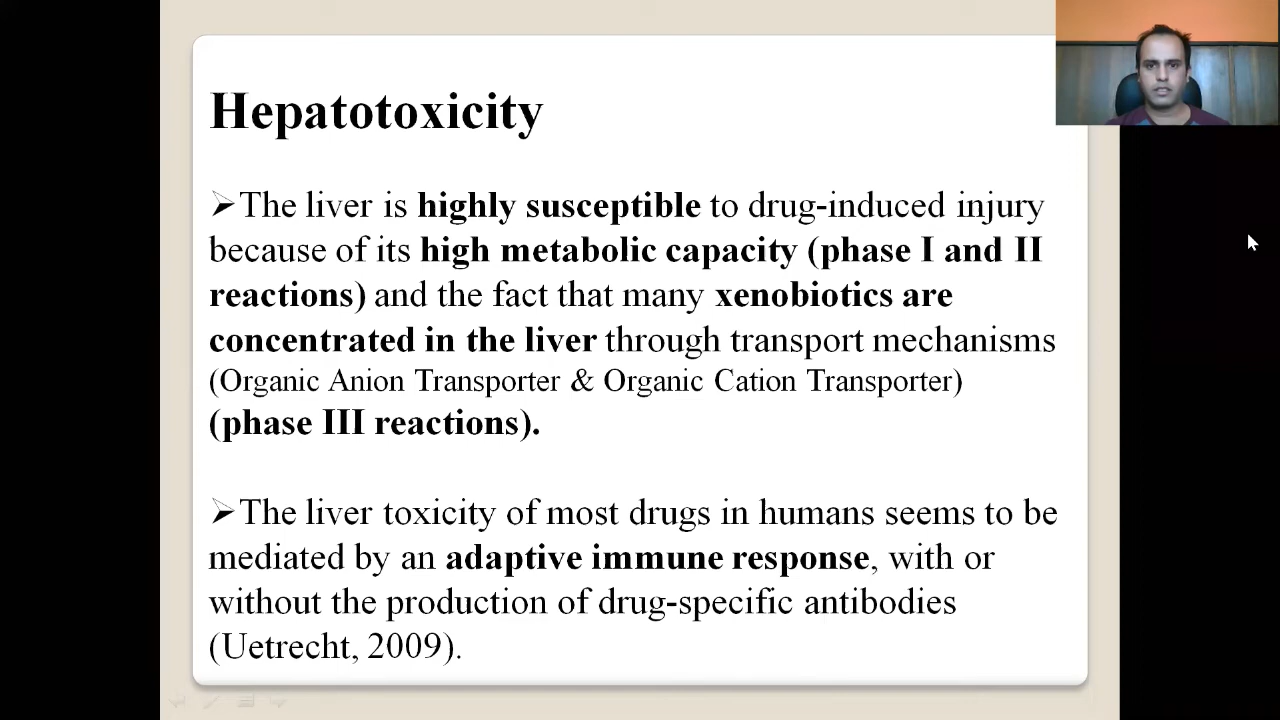 Hepatotoxicity
➢The liver is highly susceptible to drug-induced injury
because of its high metabolic capacity (phase I and II
reactions) and the fact that many xenobiotics are
concentrated in the liver through transport mechanisms
(Organic Anion Transporter & Organic Cation Transporter)
(phase III reactions).
➢The liver toxicity of most drugs in humans seems to be
mediated by an adaptive immune response, with or
without the production of drug-specific antibodies
(Uetrecht, 2009).